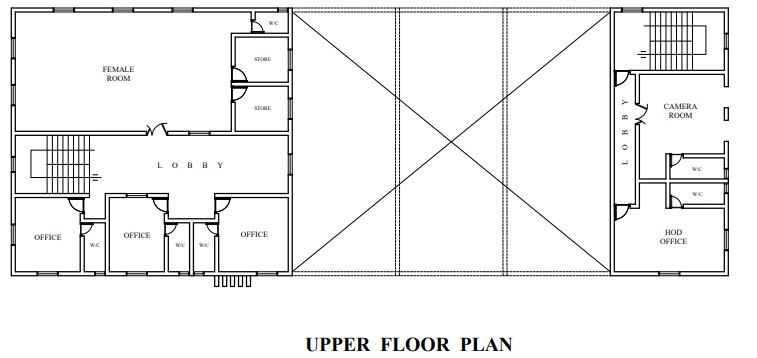 W/C
STORE
FEMALE
ROOM
STORE
L O B B Y
OFFICE
W/C
OFFICE
W/C
W/C
OFFICE
L O B B Y
CAMERA
ROOM
W/C
W/C
HOD
OFFICE
UPPER FLOOR PLAN